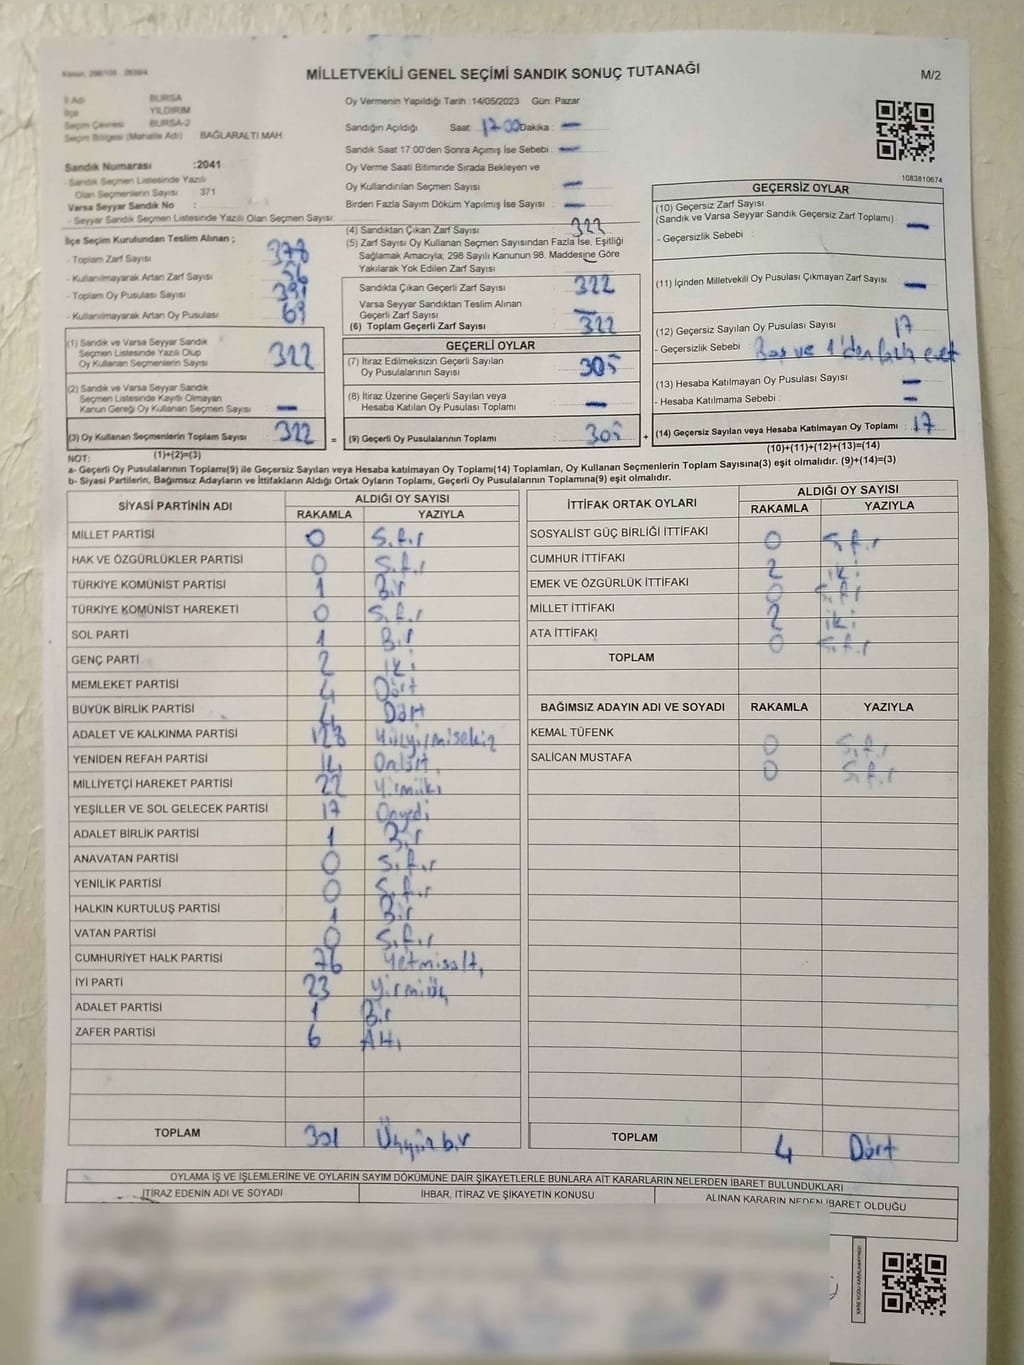 MİLLETVEKİLİ GENEL SEÇİMİ SANDIK SONUÇ TUTANAĞI
M/2
İl Adı BURSA
İlçe YILDIRIM
Seçim Çevresi BURSA-2
Seçim Bölgesi (Mahalle Adı) BAĞLARALTI MAH.
Sandık Numarası :2041
- Sandık Seçmen Listesinde Yazılı
Olan Seçmenlerin Sayısı 371
Varsa Seyyar Sandık No :
- Seyyar Sandık Seçmen Listesinde Yazılı Olan Seçmen Sayısı:
Oy Vermenin Yapıldığı Tarih :14/05/2023 Gün: Pazar
Sandığın Açıldığı Saat: 17.00 Dakika : —
Sandık Saat 17.00'den Sonra Açımış İse Sebebi : —
Oy Verme Saati Bitiminde Sırada Bekleyen ve
Oy Kullandırılan Seçmen Sayısı : —
Birden Fazla Sayım Döküm Yapılmış İse Sayısı : —
1083810674
İlçe Seçim Kurulundan Teslim Alınan ;
- Toplam Zarf Sayısı : 378
- Kullanılmayarak Artan Zarf Sayısı : 56
- Toplam Oy Pusulası Sayısı : 391
- Kullanılmayarak Artan Oy Pusulası : 69
(1) Sandık ve Varsa Seyyar Sandık
Seçmen Listesinde Yazılı Olup
Oy Kullanan Seçmenlerin Sayısı : 322
(2) Sandık ve Varsa Seyyar Sandık
Seçmen Listesinde Kayıtlı Olmayan
Kanun Gereği Oy Kullanan Seçmen Sayısı : —
(3) Oy Kullanan Seçmenlerin Toplam Sayısı : 322
(1)+(2)=(3)
(4) Sandıktan Çıkan Zarf Sayısı : 322
(5) Zarf Sayısı Oy Kullanan Seçmen Sayısından Fazla İse, Eşitliği
Sağlamak Amacıyla; 298 Sayılı Kanunun 98. Maddesine Göre
Yakılarak Yok Edilen Zarf Sayısı : —
Sandıkta Çıkan Geçerli Zarf Sayısı : 322
Varsa Seyyar Sandıktan Teslim Alınan
Geçerli Zarf Sayısı : —
(6) Toplam Geçerli Zarf Sayısı : 322
GEÇERLİ OYLAR
(7) İtiraz Edilmeksizin Geçerli Sayılan
Oy Pusulalarının Sayısı : 305
(8) İtiraz Üzerine Geçerli Sayılan veya
Hesaba Katılan Oy Pusulası Toplamı : —
= (9) Geçerli Oy Pusulalarının Toplamı : 305 +
GEÇERSİZ OYLAR
(10) Geçersiz Zarf Sayısı
(Sandık ve Varsa Seyyar Sandık Geçersiz Zarf Toplamı) : —
- Geçersizlik Sebebi :
(11) İçinden Milletvekili Oy Pusulası Çıkmayan Zarf Sayısı : —
(12) Geçersiz Sayılan Oy Pusulası Sayısı : 17
- Geçersizlik Sebebi : Boş ve 1'den fazla evet
(13) Hesaba Katılmayan Oy Pusulası Sayısı : —
- Hesaba Katılmama Sebebi : —
(14) Geçersiz Sayılan veya Hesaba Katılmayan Oy Toplamı : 17
(10)+(11)+(12)+(13)=(14)
NOT:
a- Geçerli Oy Pusulalarının Toplamı(9) ile Geçersiz Sayılan veya Hesaba katılmayan Oy Toplamı(14) Toplamları, Oy Kullanan Seçmenlerin Toplam Sayısına(3) eşit olmalıdır. (9)+(14)=(3)
b- Siyasi Partilerin, Bağımsız Adayların ve İttifakların Aldığı Ortak Oyların Toplamı, Geçerli Oy Pusulalarının Toplamına(9) eşit olmalıdır.
SİYASİ PARTİNİN ADI ALDIĞI OY SAYISI
RAKAMLA YAZIYLA
MİLLET PARTİSİ 0 Sıfır
HAK VE ÖZGÜRLÜKLER PARTİSİ 0 Sıfır
TÜRKİYE KOMÜNİST PARTİSİ 1 Bir
TÜRKİYE KOMÜNİST HAREKETİ 0 Sıfır
SOL PARTİ 1 Bir
GENÇ PARTİ 2 İki
MEMLEKET PARTİSİ 4 Dört
BÜYÜK BİRLİK PARTİSİ 4 Dört
ADALET VE KALKINMA PARTİSİ 128 Yüzyirmisekiz
YENİDEN REFAH PARTİSİ 14 Ondört
MİLLİYETÇİ HAREKET PARTİSİ 22 Yirmiiki
YEŞİLLER VE SOL GELECEK PARTİSİ 17 Onyedi
ADALET BİRLİK PARTİSİ 1 Bir
ANAVATAN PARTİSİ 0 Sıfır
YENİLİK PARTİSİ 0 Sıfır
HALKIN KURTULUŞ PARTİSİ 1 Bir
VATAN PARTİSİ 0 Sıfır
CUMHURİYET HALK PARTİSİ 76 Yetmişaltı
İYİ PARTİ 23 Yirmiüç
ADALET PARTİSİ 1 Bir
ZAFER PARTİSİ 6 Altı
TOPLAM 301 Üçyüzbir
İTTİFAK ORTAK OYLARI ALDIĞI OY SAYISI
RAKAMLA YAZIYLA
SOSYALİST GÜÇ BİRLİĞİ İTTİFAKI 0 Sıfır
CUMHUR İTTİFAKI 2 iki
EMEK VE ÖZGÜRLÜK İTTİFAKI 0 Sıfır
MİLLET İTTİFAKI 2 iki
ATA İTTİFAKI 0 Sıfır
TOPLAM
BAĞIMSIZ ADAYIN ADI VE SOYADI RAKAMLA YAZIYLA
KEMAL TÜFENK 0 Sıfır
SALİCAN MUSTAFA 0 Sıfır
TOPLAM 4 Dört
OYLAMA İŞ VE İŞLEMLERİNE VE OYLARIN SAYIM DÖKÜMÜNE DAİR ŞİKAYETLERLE BUNLARA AİT KARARLARIN NELERDEN İBARET BULUNDUKLARI
İTİRAZ EDENİN ADI VE SOYADI İHBAR, İTİRAZ VE ŞİKAYETİN KONUSU ALINAN KARARIN NEDEN İBARET OLDUĞU